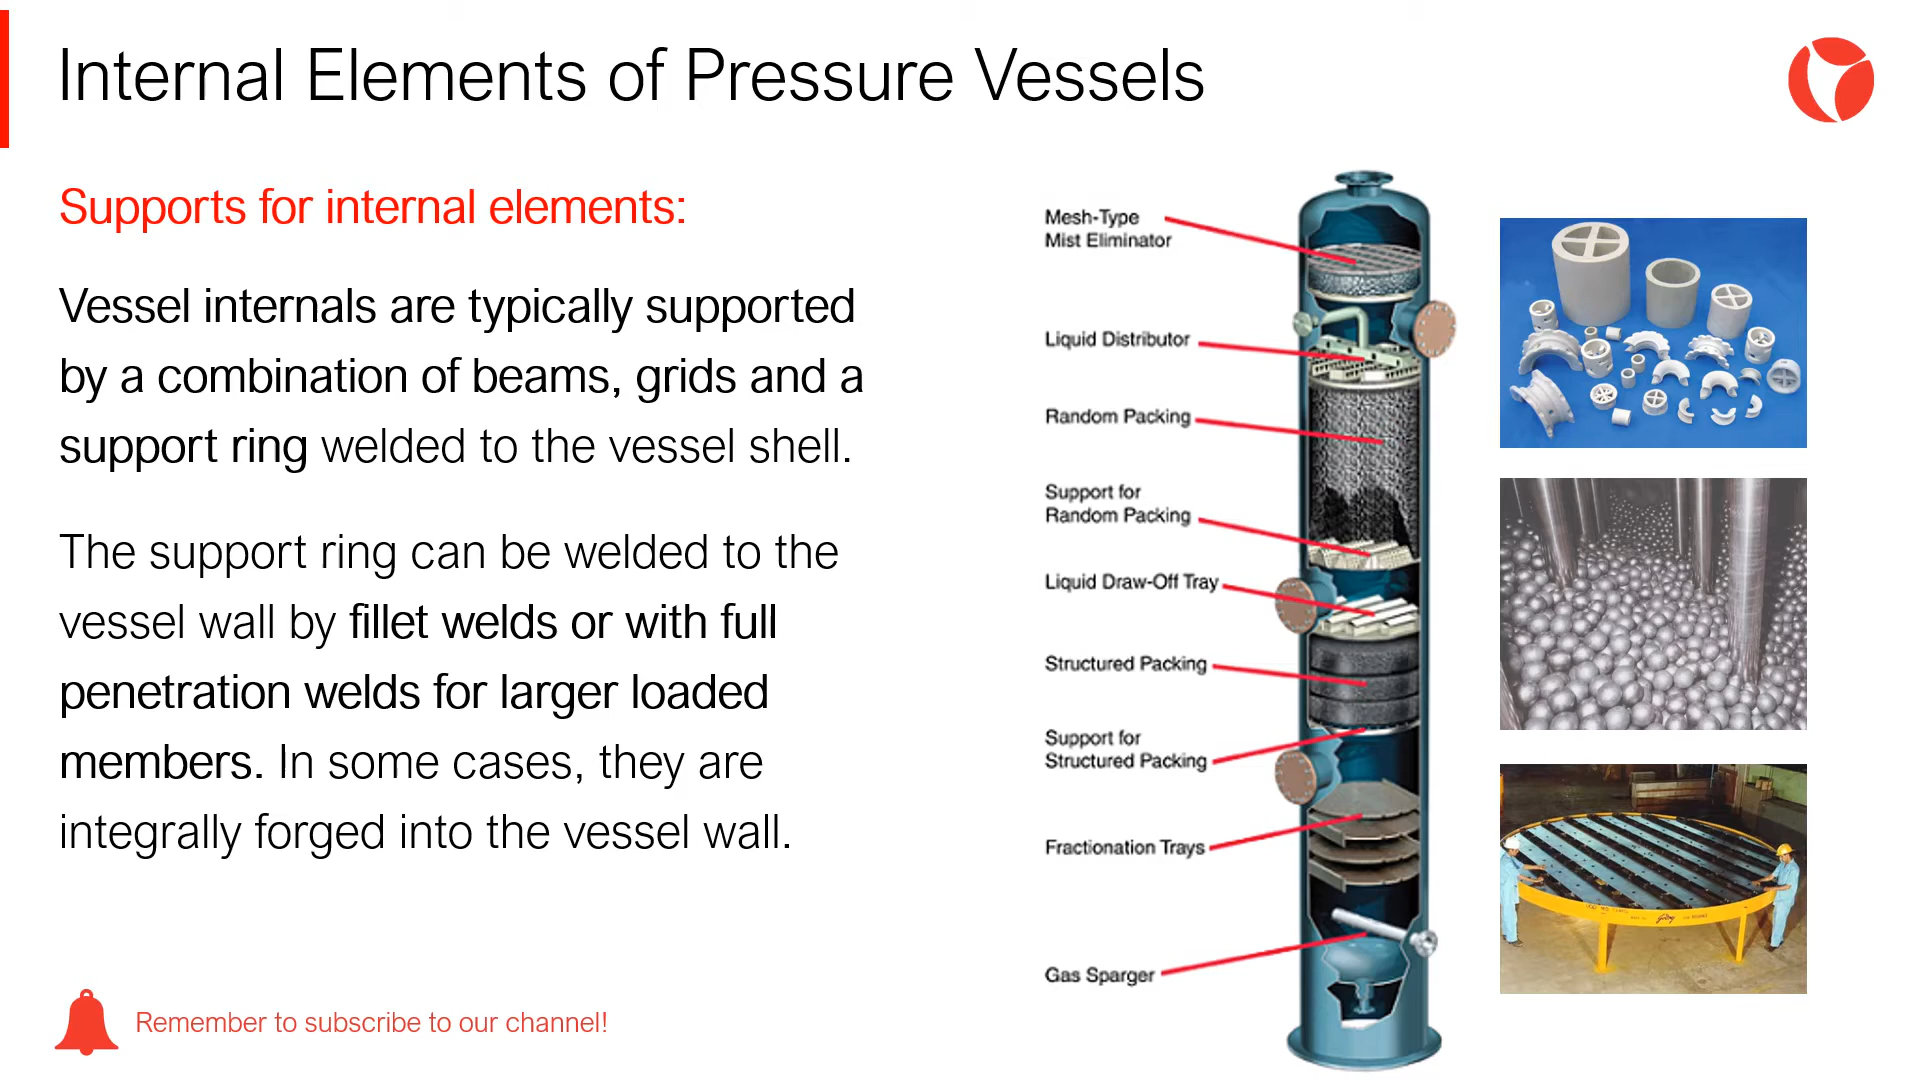 Internal Elements of Pressure Vessels
Supports for internal elements:
Vessel internals are typically supported
by a combination of beams, grids and a
support ring welded to the vessel shell.
The support ring can be welded to the
vessel wall by fillet welds or with full
penetration welds for larger loaded
members. In some cases, they are
integrally forged into the vessel wall.
Remember to subscribe to our channel!
Mesh-Type
Mist Eliminator
Liquid Distributor
Random Packing
Support for
Random Packing
Liquid Draw-Off Tray
Structured Packing
Support for
Structured Packing
Fractionation Trays
Gas Sparger
Godrej